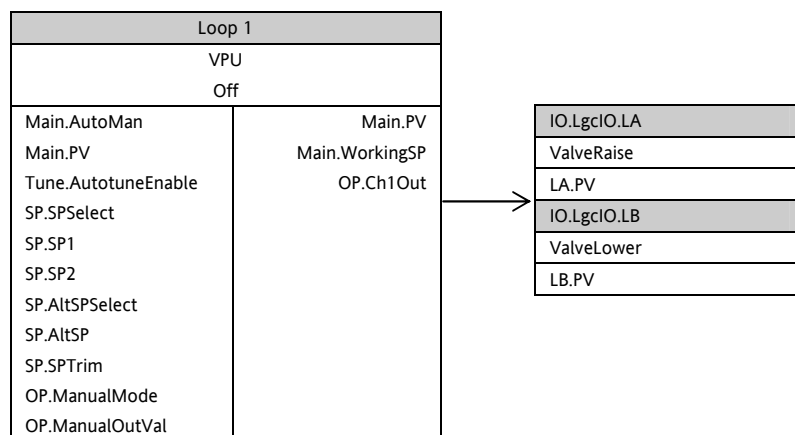 Loop 1
VPU
Off
Main.AutoMan
Main.PV
Tune.AutotuneEnable
SP.SPSelect
SP.SP1
SP.SP2
SP.AltSPSelect
SP.AltSP
SP.SPTrim
OP.ManualMode
OP.ManualOutVal
Main.PV
Main.WorkingSP
OP.Ch1Out
IO.LgcIO.LA
ValveRaise
LA.PV
IO.LgcIO.LB
ValveLower
LB.PV